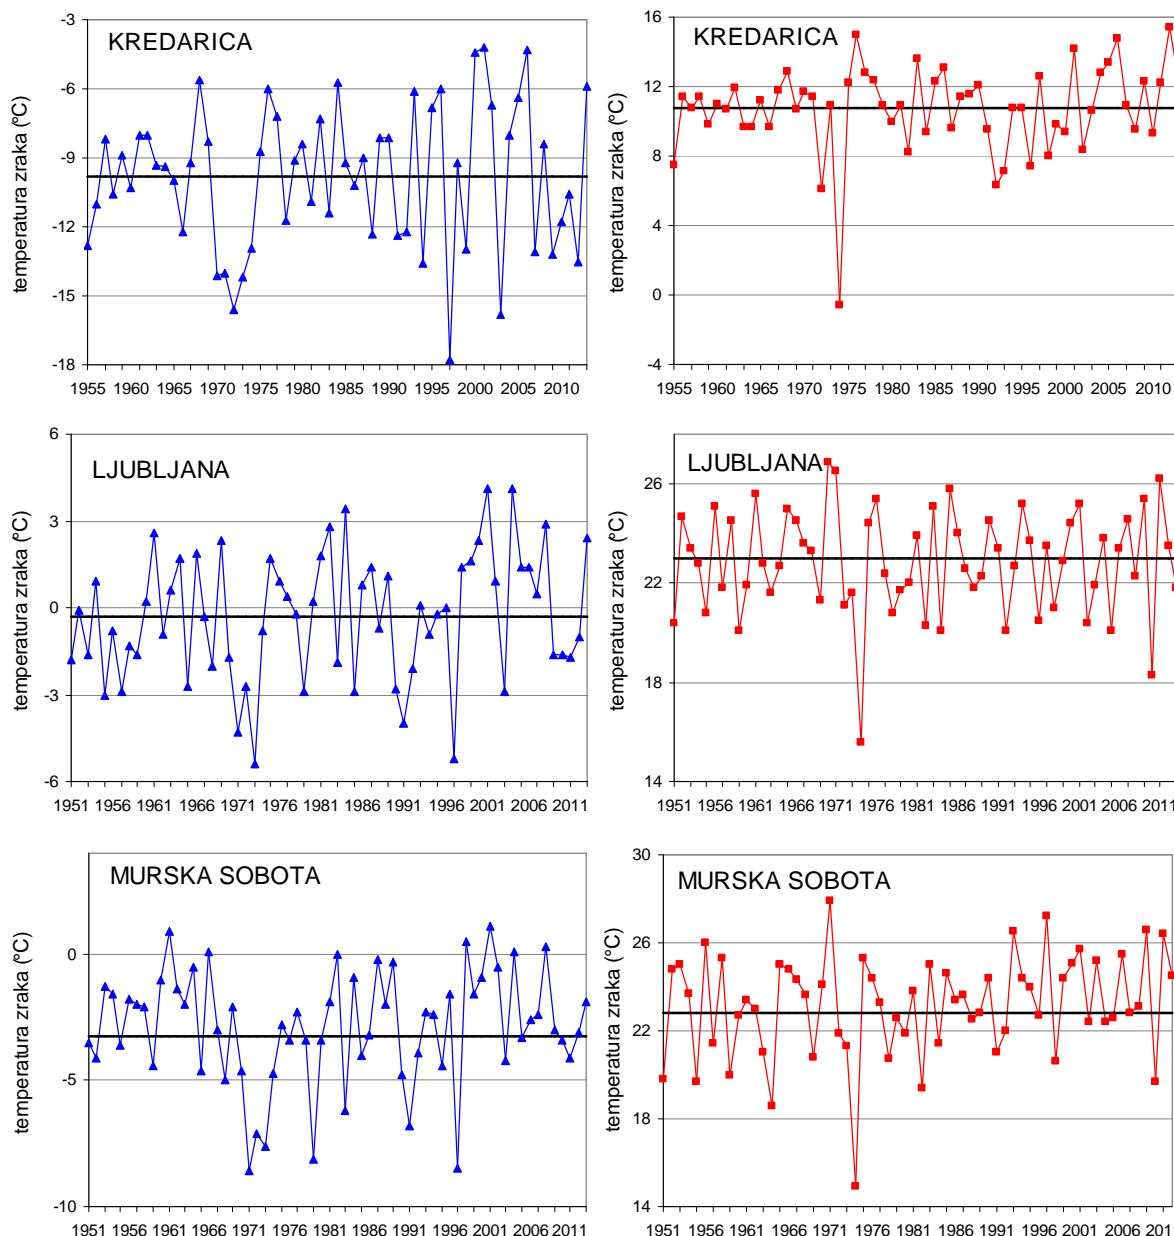 KREDARICA
temperatura zraka (°C)
-3
-6
-9
-12
-15
-18
1955 1960 1965 1970 1975 1980 1985 1990 1995 2000 2005 2010
KREDARICA
temperatura zraka (°C)
16
12
8
4
0
-4
1955 1960 1965 1970 1975 1980 1985 1990 1995 2000 2005 2010
LJUBLJANA
temperatura zraka (°C)
6
3
0
-3
-6
1951 1956 1961 1966 1971 1976 1981 1986 1991 1996 2001 2006 2011
LJUBLJANA
temperatura zraka (°C)
26
22
18
14
1951 1956 1961 1966 1971 1976 1981 1986 1991 1996 2001 2006 2011
MURSKA SOBOTA
temperatura zraka (°C)
0
-5
-10
1951 1956 1961 1966 1971 1976 1981 1986 1991 1996 2001 2006 2011
MURSKA SOBOTA
temperatura zraka (°C)
30
26
22
18
14
1951 1956 1961 1966 1971 1976 1981 1986 1991 1996 2001 2006 201